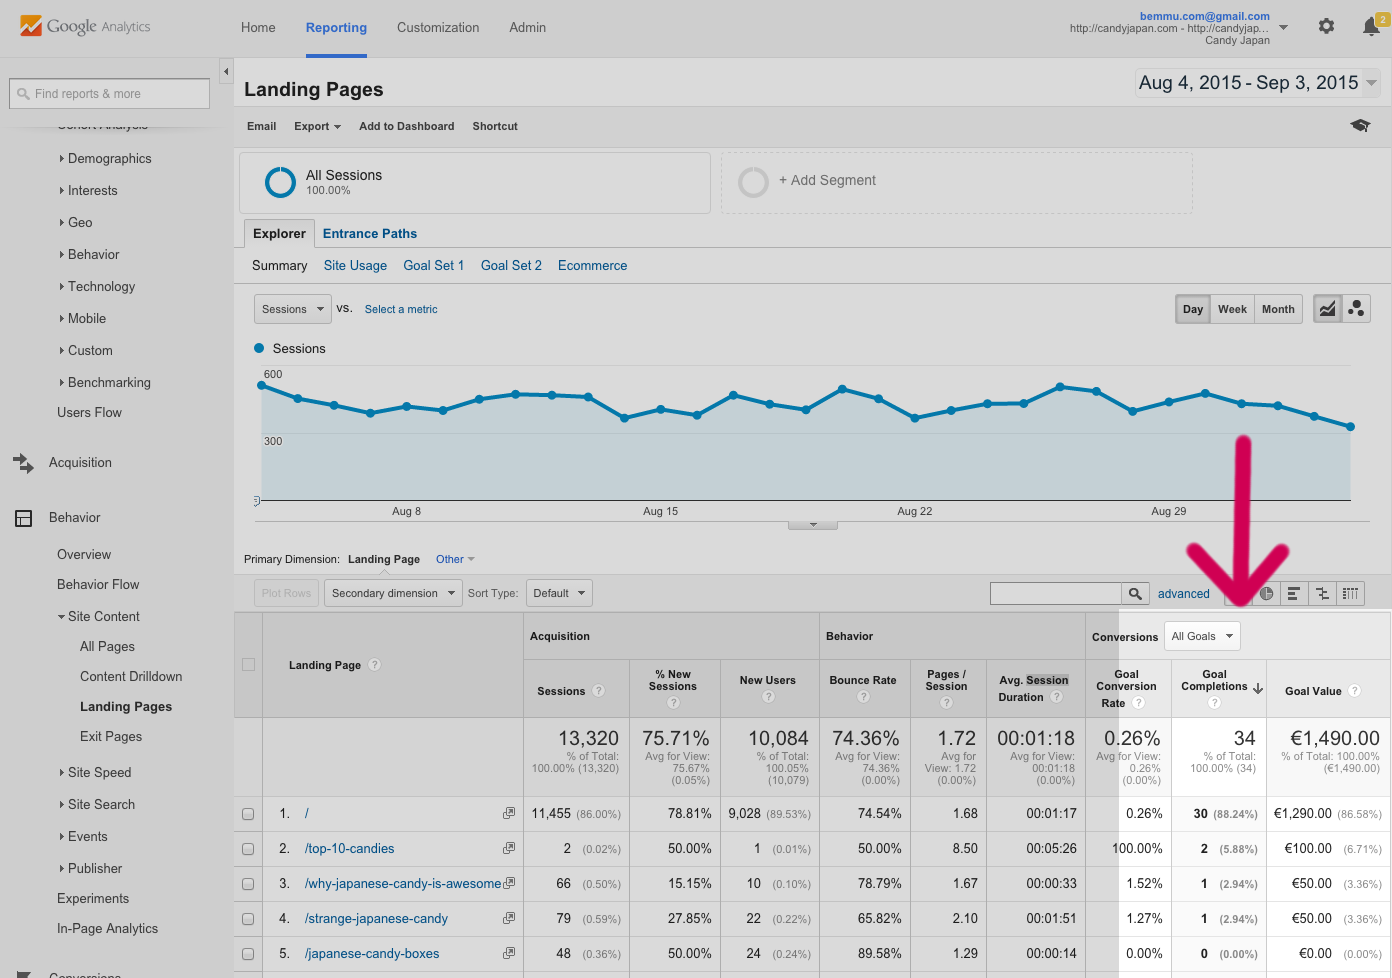 Google Analytics
Home
Reporting
Customization
Admin
bemmu.com@gmail.com
http://candyjapan.com - http://candyjap...
Candy Japan
2
Find reports & more
Cohort Analysis
Demographics
Interests
Geo
Behavior
Technology
Mobile
Custom
Benchmarking
Users Flow
Acquisition
Behavior
Overview
Behavior Flow
Site Content
All Pages
Content Drilldown
Landing Pages
Exit Pages
Site Speed
Site Search
Events
Publisher
Experiments
In-Page Analytics
Conversions
Landing Pages
Aug 4, 2015 - Sep 3, 2015
Email Export Add to Dashboard Shortcut
All Sessions
100.00%
+ Add Segment
Explorer Entrance Paths
Summary Site Usage Goal Set 1 Goal Set 2 Ecommerce
Sessions VS. Select a metric
Day Week Month
Sessions
600
300
Aug 8 Aug 15 Aug 22 Aug 29
Primary Dimension: Landing Page Other
Plot Rows Secondary dimension Sort Type: Default advanced
Landing Page ?
Acquisition
Behavior
Conversions All Goals
Sessions ?
% New
Sessions
?
New Users
?
Bounce Rate
?
Pages /
Session
?
Avg. Session
Duration ?
Goal
Conversion
Rate ?
Goal
Completions
?
Goal Value ?
13,320
% of Total:
100.00% (13,320)
75.71%
Avg for View:
75.67%
(0.05%)
10,084
% of Total:
100.05%
(10,079)
74.36%
Avg for View:
74.36%
(0.00%)
1.72
Avg for
View: 1.72
(0.00%)
00:01:18
Avg for View:
00:01:18
(0.00%)
0.26%
Avg for View:
0.26%
(0.00%)
34
% of Total:
100.00% (34)
€1,490.00
% of Total: 100.00%
(€1,490.00)
1. / 11,455 (86.00%) 78.81% 9,028 (89.53%) 74.54% 1.68 00:01:17 0.26% 30 (88.24%) €1,290.00 (86.58%)
2. /top-10-candies 2 (0.02%) 50.00% 1 (0.01%) 50.00% 8.50 00:05:26 100.00% 2 (5.88%) €100.00 (6.71%)
3. /why-japanese-candy-is-awesome 66 (0.50%) 15.15% 10 (0.10%) 78.79% 1.67 00:00:33 1.52% 1 (2.94%) €50.00 (3.36%)
4. /strange-japanese-candy 79 (0.59%) 27.85% 22 (0.22%) 65.82% 2.10 00:01:51 1.27% 1 (2.94%) €50.00 (3.36%)
5. /japanese-candy-boxes 48 (0.36%) 50.00% 24 (0.24%) 89.58% 1.29 00:00:14 0.00% 0 (0.00%) €0.00 (0.00%)